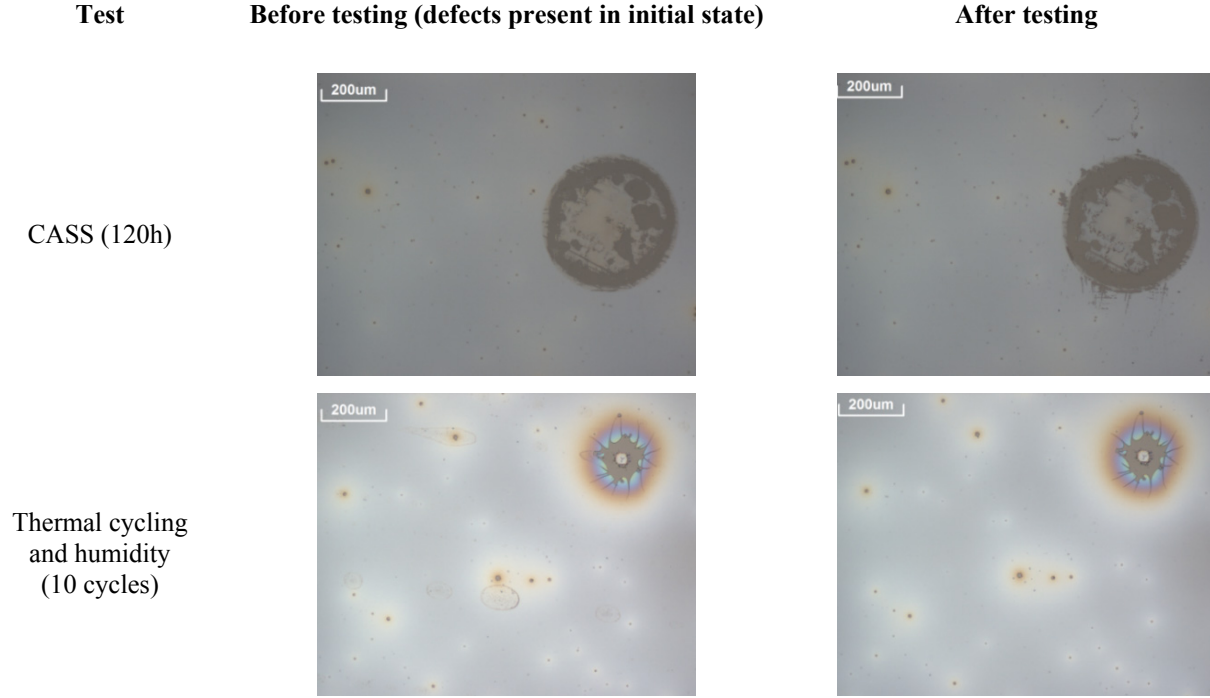 Test Before testing (defects present in initial state) After testing
200um 200um
CASS (120h)
200um 200um
Thermal cycling
and humidity
(10 cycles)